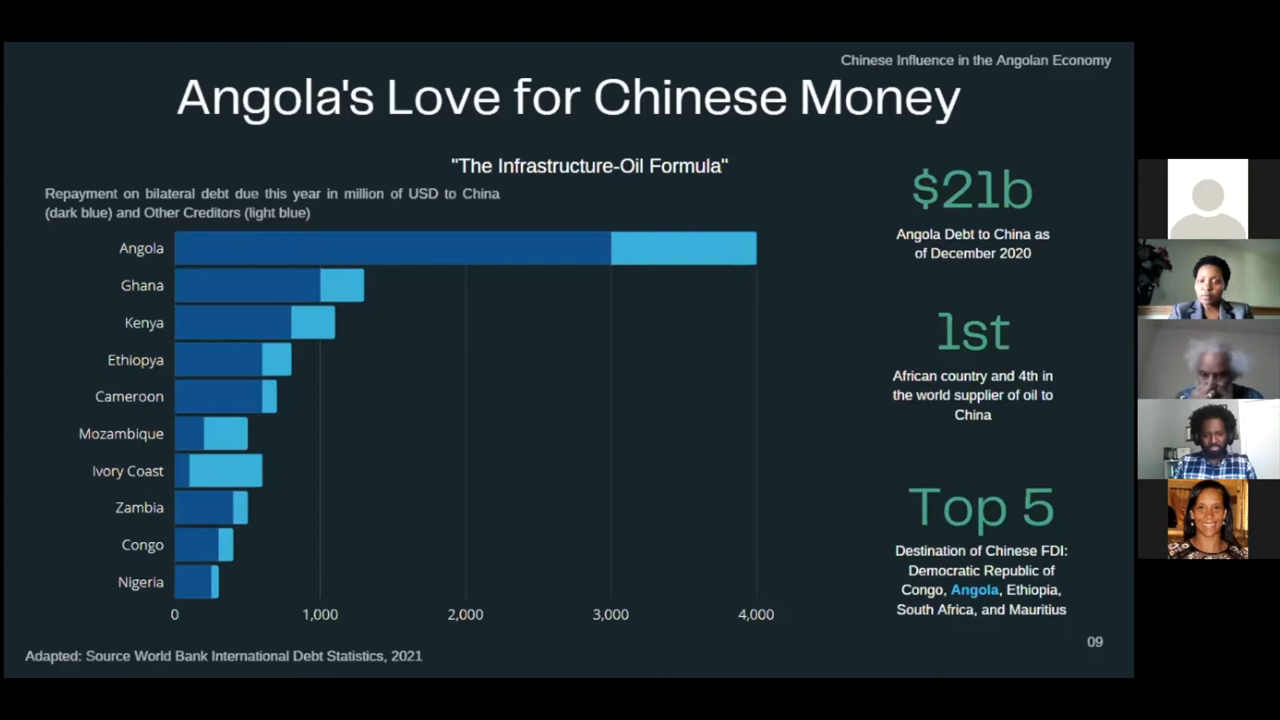 Chinese Influence in the Angolan Economy
Angola's Love for Chinese Money
"The Infrastructure-Oil Formula"
Repayment on bilateral debt due this year in million of USD to China
(dark blue) and Other Creditors (light blue)
Angola
Ghana
Kenya
Ethiopya
Cameroon
Mozambique
Ivory Coast
Zambia
Congo
Nigeria
0 1,000 2,000 3,000 4,000
$21b
Angola Debt to China as
of December 2020
1st
African country and 4th in
the world supplier of oil to
China
Top 5
Destination of Chinese FDI:
Democratic Republic of
Congo, Angola, Ethiopia,
South Africa, and Mauritius
09
Adapted: Source World Bank International Debt Statistics, 2021